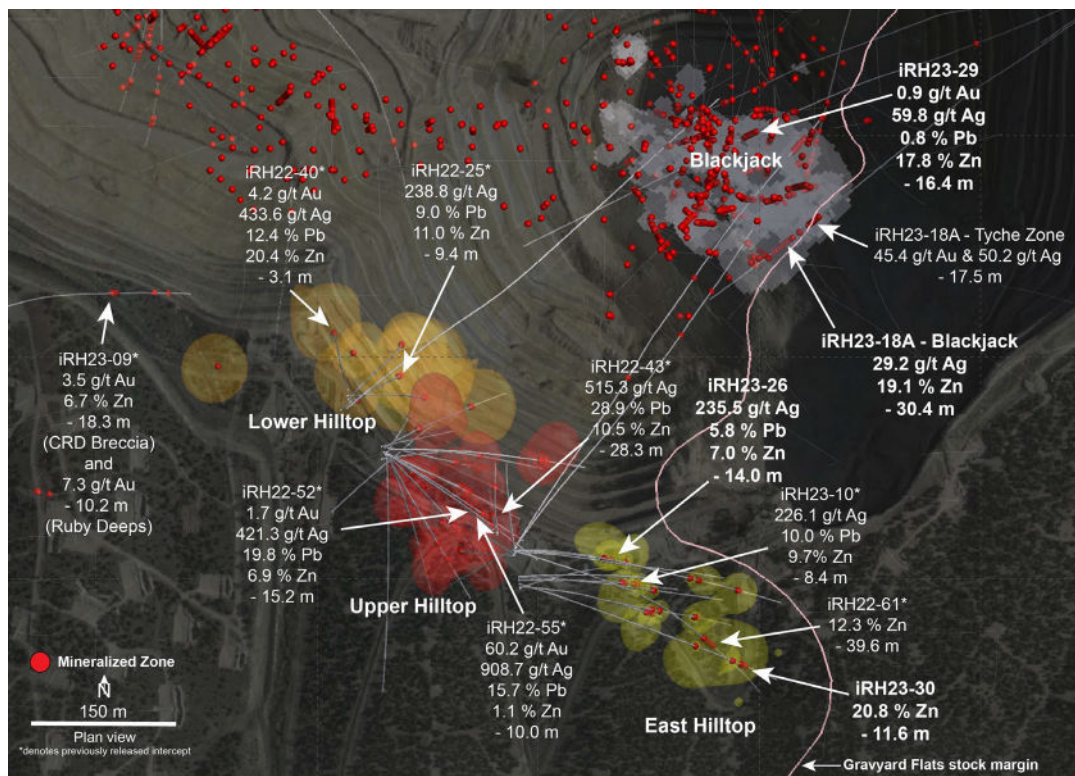 iRH23-29
0.9 g/t Au
59.8 g/t Ag
0.8 % Pb
17.8 % Zn
- 16.4 m
Blackjack
iRH22-40*
4.2 g/t Au
433.6 g/t Ag
12.4 % Pb
20.4 % Zn
- 3.1 m
iRH22-25*
238.8 g/t Ag
9.0 % Pb
11.0 % Zn
- 9.4 m
iRH23-18A - Tyche Zone
45.4 g/t Au & 50.2 g/t Ag
- 17.5 m
iRH23-18A - Blackjack
29.2 g/t Ag
19.1 % Zn
- 30.4 m
iRH23-09*
3.5 g/t Au
6.7 % Zn
- 18.3 m
(CRD Breccia)
and
7.3 g/t Au
- 10.2 m
(Ruby Deeps)
Lower Hilltop
iRH22-43*
515.3 g/t Ag
28.9 % Pb
10.5 % Zn
- 28.3 m
iRH23-26
235.5 g/t Ag
5.8 % Pb
7.0 % Zn
- 14.0 m
iRH23-10*
226.1 g/t Ag
10.0 % Pb
9.7% Zn
- 8.4 m
iRH22-52*
1.7 g/t Au
421.3 g/t Ag
19.8 % Pb
6.9 % Zn
- 15.2 m
Upper Hilltop
iRH22-55*
60.2 g/t Au
908.7 g/t Ag
15.7 % Pb
1.1 % Zn
- 10.0 m
iRH22-61*
12.3 % Zn
- 39.6 m
iRH23-30
20.8 % Zn
- 11.6 m
East Hilltop
Mineralized Zone
N
150 m
Plan view
*denotes previously released intercept
Graveyard Flats stock margin